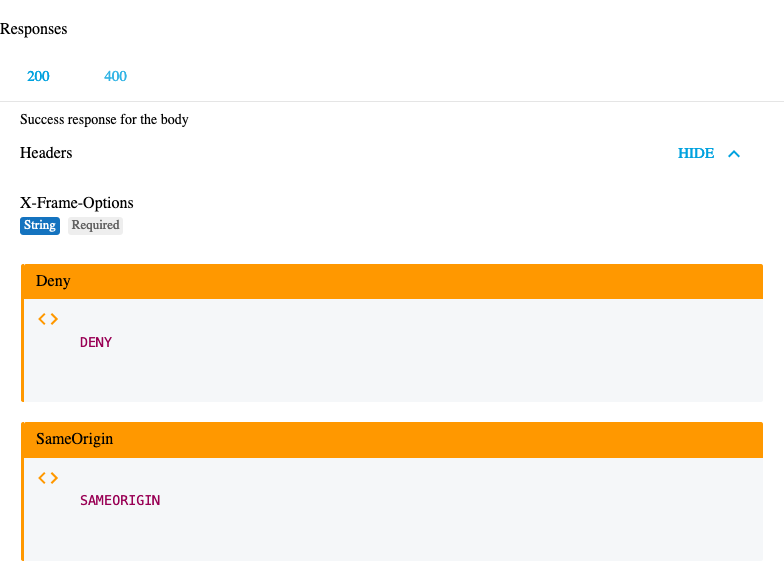 Responses
200 400
Success response for the body
Headers HIDE
X-Frame-Options
String Required
Deny
<>
DENY
SameOrigin
<>
SAMEORIGIN